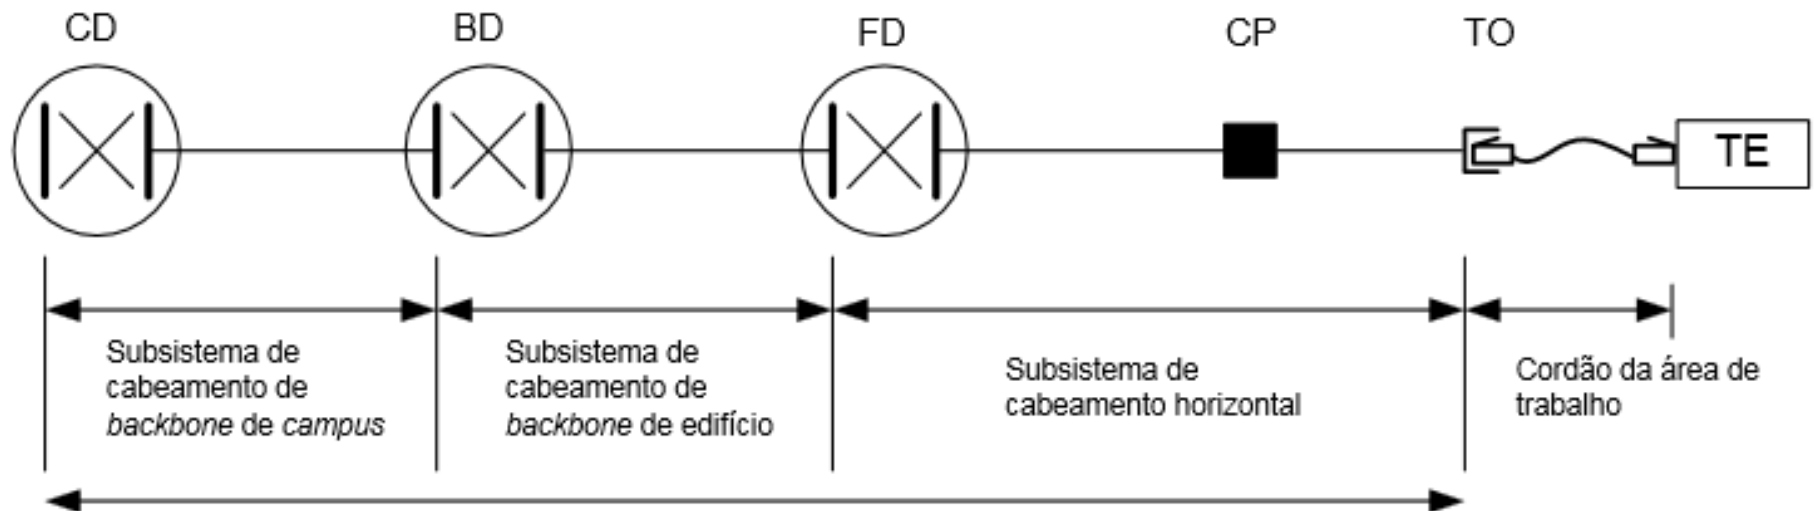 CD
BD
FD
CP
TO
TE
Subsistema de
cabeamento de
backbone de campus
Subsistema de
cabeamento de
backbone de edifício
Subsistema de
cabeamento horizontal
Cordão da área de
trabalho